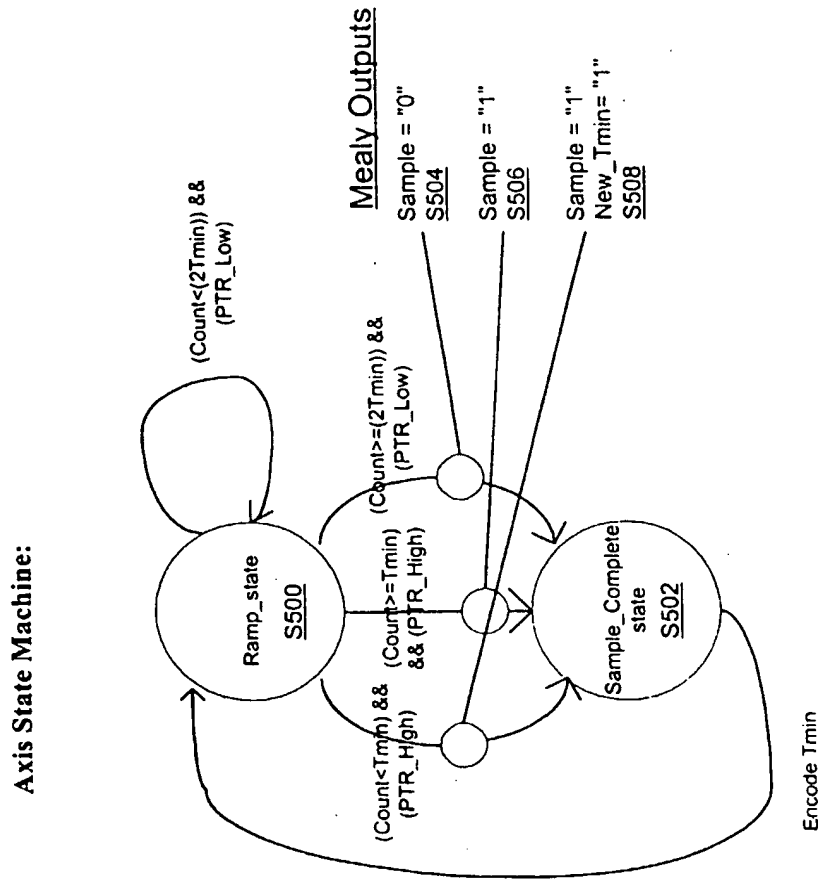 Axis State Machine:
(Count<(2Tmin)) &&
(PTR_Low)
Ramp_state
S500
(Count<Tmin) &&
(PTR_High)
(Count>=Tmin)
&& (PTR_High)
(Count>=(2Tmin)) &&
(PTR_Low)
Mealy Outputs
Sample = "0"
S504
Sample = "1"
S506
Sample = "1"
New_Tmin= "1"
S508
Sample_Complete
state
S502
Encode Tmin